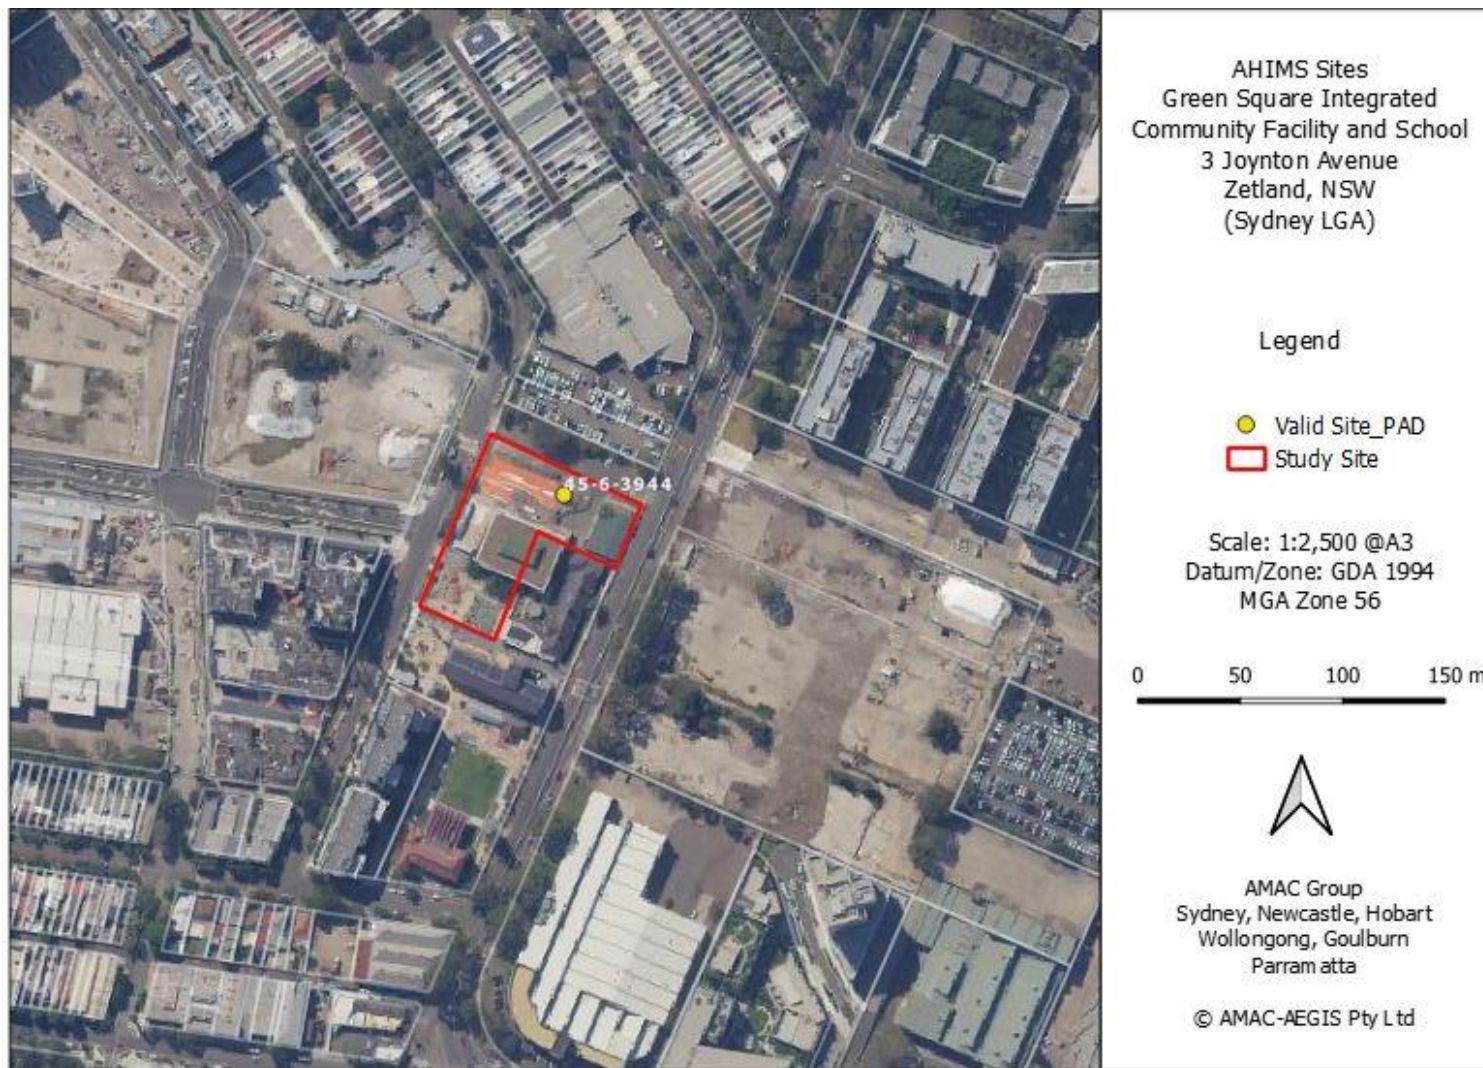 AHIMS Sites
Green Square Integrated
Community Facility and School
3 Joynton Avenue
Zetland, NSW
(Sydney LGA)
Legend
Valid Site_PAD
Study Site
45-6-3944
Scale: 1:2,500 @A3
Datum/Zone: GDA 1994
MGA Zone 56
0 50 100 150 m
AMAC Group
Sydney, Newcastle, Hobart
Wollongong, Goulburn
Parramatta
© AMAC-AEGIS Pty Ltd